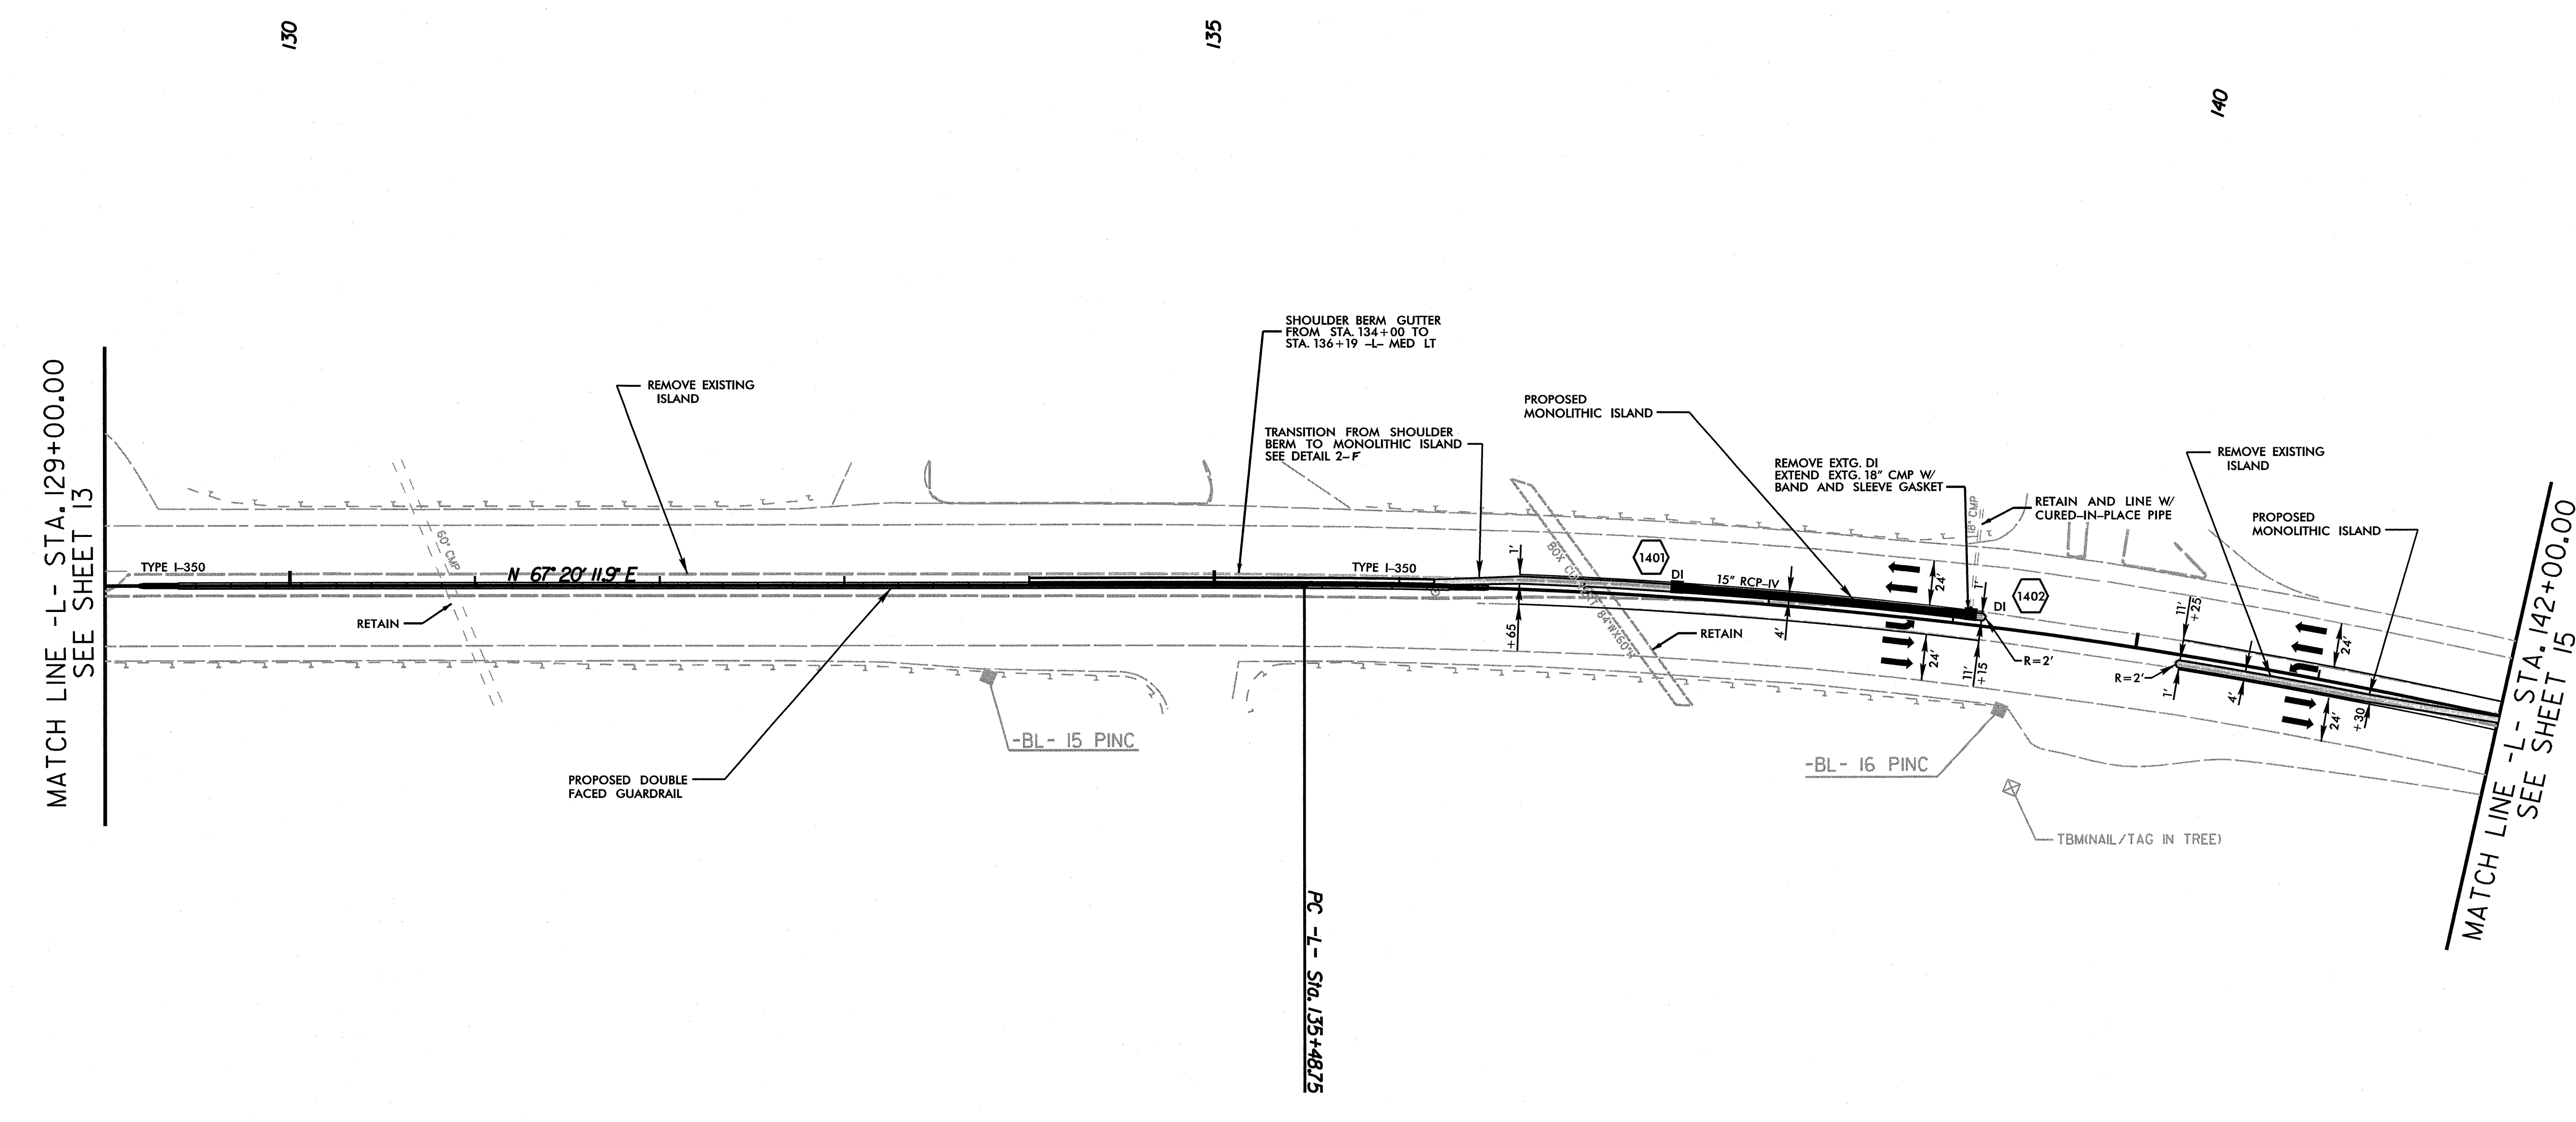 130
135
140
MATCH LINE -L- STA. 129+00.00
SEE SHEET 13
SHOULDER BERM GUTTER
FROM STA. 134+00 TO
STA. 136+19 -L- MED LT
REMOVE EXISTING
ISLAND
TRANSITION FROM SHOULDER
BERM TO MONOLITHIC ISLAND
SEE DETAIL 2-F
PROPOSED
MONOLITHIC ISLAND
REMOVE EXTG. DI
EXTEND EXTG. 18" CMP W/
BAND AND SLEEVE GASKET
REMOVE EXISTING
ISLAND
RETAIN AND LINE W/
CURED-IN-PLACE PIPE
PROPOSED
MONOLITHIC ISLAND
18" CMP
60" CMP
TYPE I-350
N 67° 20' 11.9" E
TYPE I-350
1'
BOX CULVERT 84"WX60"H
1401
DI
15" RCP-IV
24'
1'
DI
1402
RETAIN
+65
4'
RETAIN
24'
11'
+15
R=2'
11'
+25
24'
R=2'
1'
4'
24'
+30
-BL- 15 PINC
-BL- 16 PINC
PROPOSED DOUBLE
FACED GUARDRAIL
TBM(NAIL/TAG IN TREE)
PC -L- Sta. 135+48.75
MATCH LINE -L- STA. 142+00.00
SEE SHEET 15